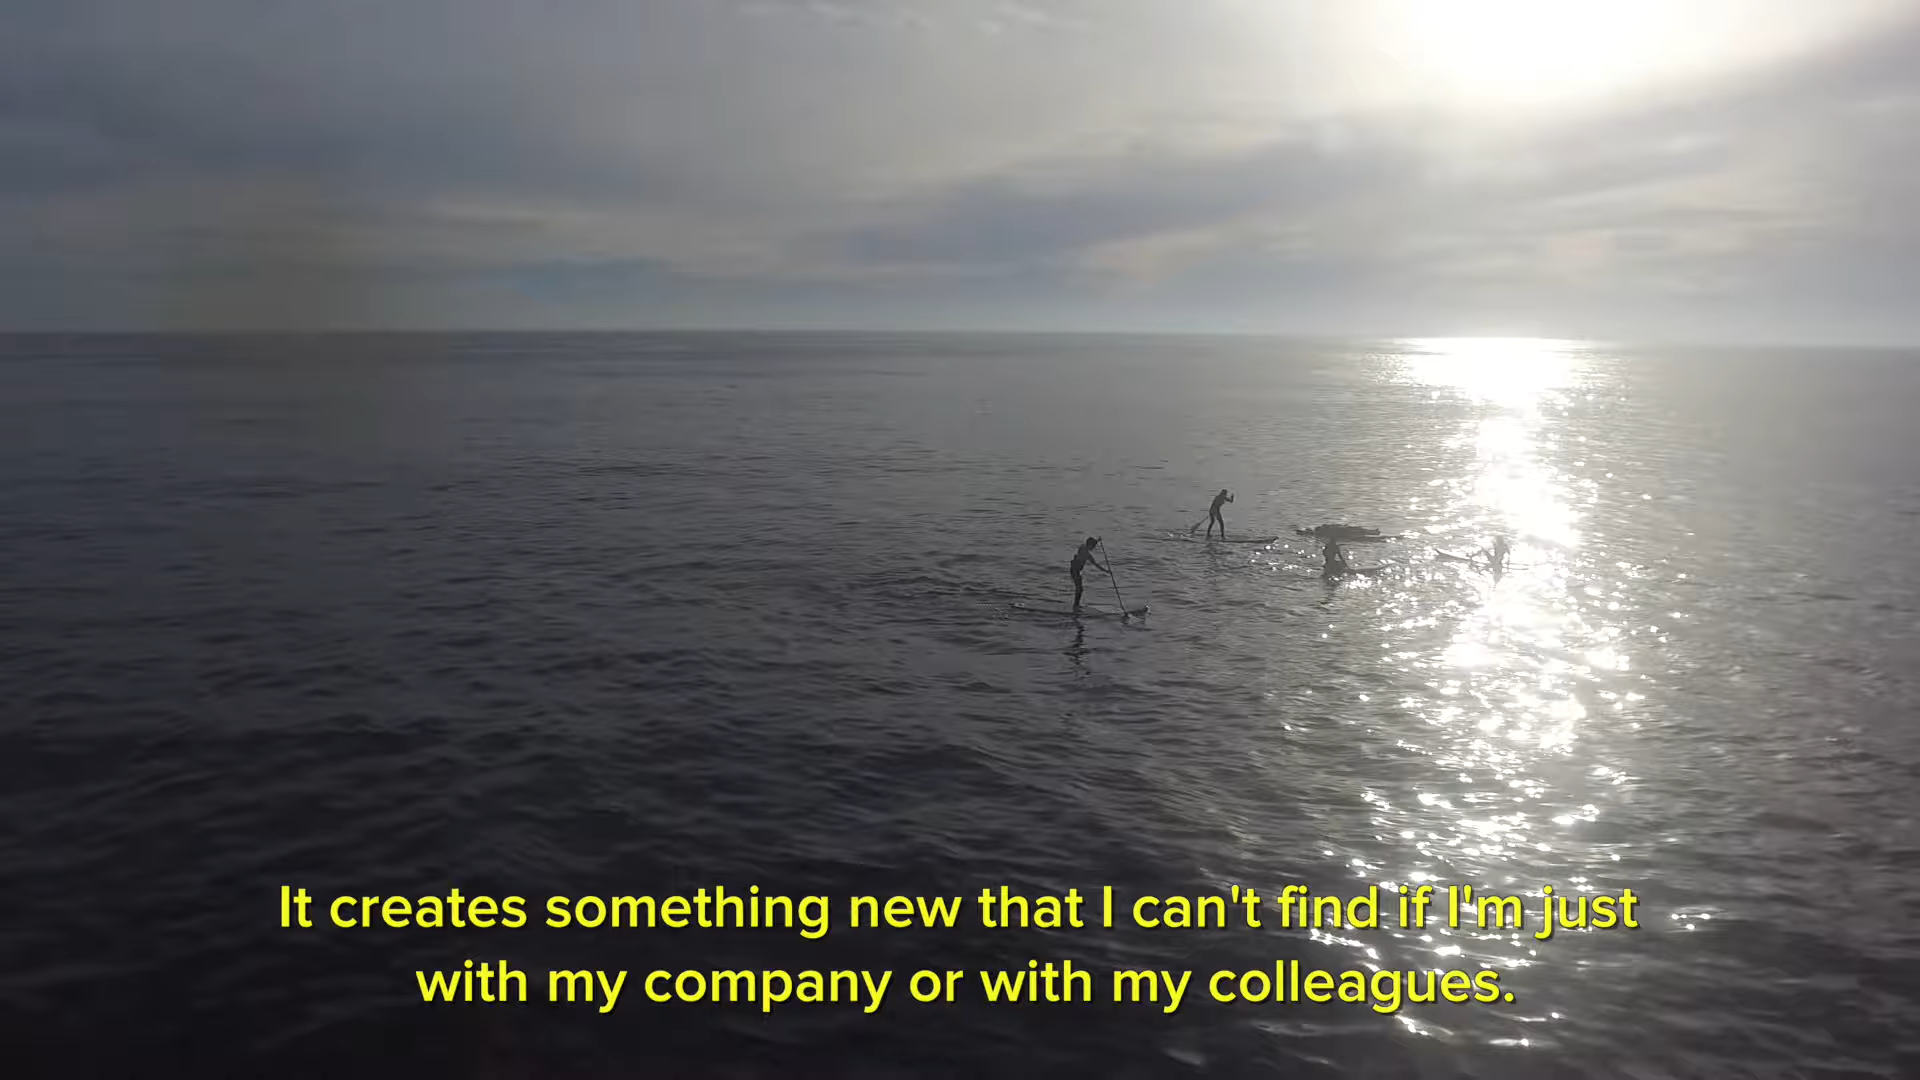 It creates something new that I can't find if I'm just
with my company or with my colleagues.